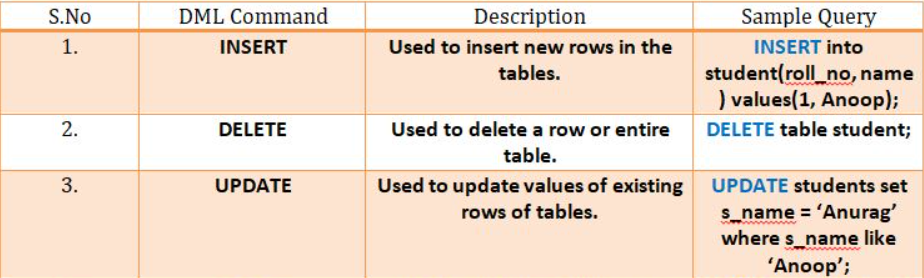 S.No DML Command Description Sample Query
1. INSERT Used to insert new rows in the INSERT into
tables. student(roll_no, name
) values(1, Anoop);
2. DELETE Used to delete a row or entire DELETE table student;
table.
3. UPDATE Used to update values of existing UPDATE students set
rows of tables. s_name = ‘Anurag’
where s_name like
‘Anoop’;